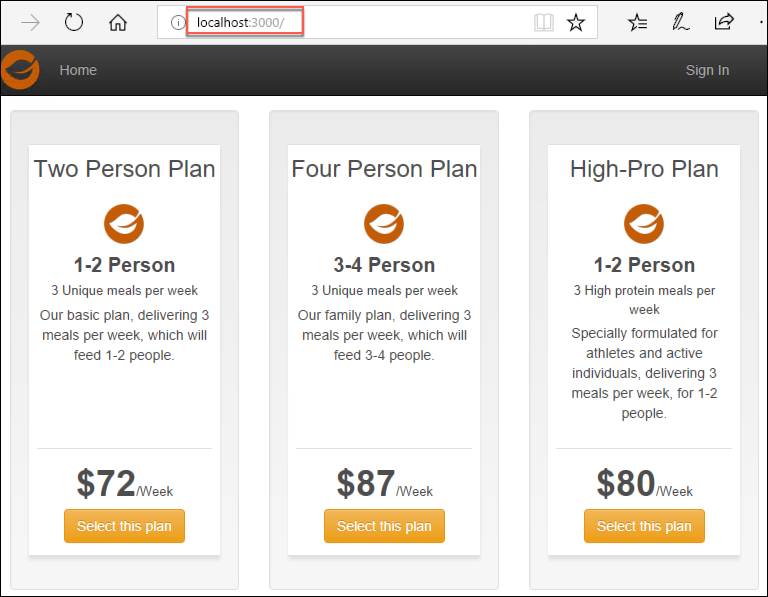 localhost:3000/
Home
Sign In
Two Person Plan
1-2 Person
3 Unique meals per week
Our basic plan, delivering 3
meals per week, which will
feed 1-2 people.
$72/Week
Select this plan
Four Person Plan
3-4 Person
3 Unique meals per week
Our family plan, delivering 3
meals per week, which will
feed 3-4 people.
$87/Week
Select this plan
High-Pro Plan
1-2 Person
3 High protein meals per
week
Specially formulated for
athletes and active
individuals, delivering 3
meals per week, for 1-2
people.
$80/Week
Select this plan